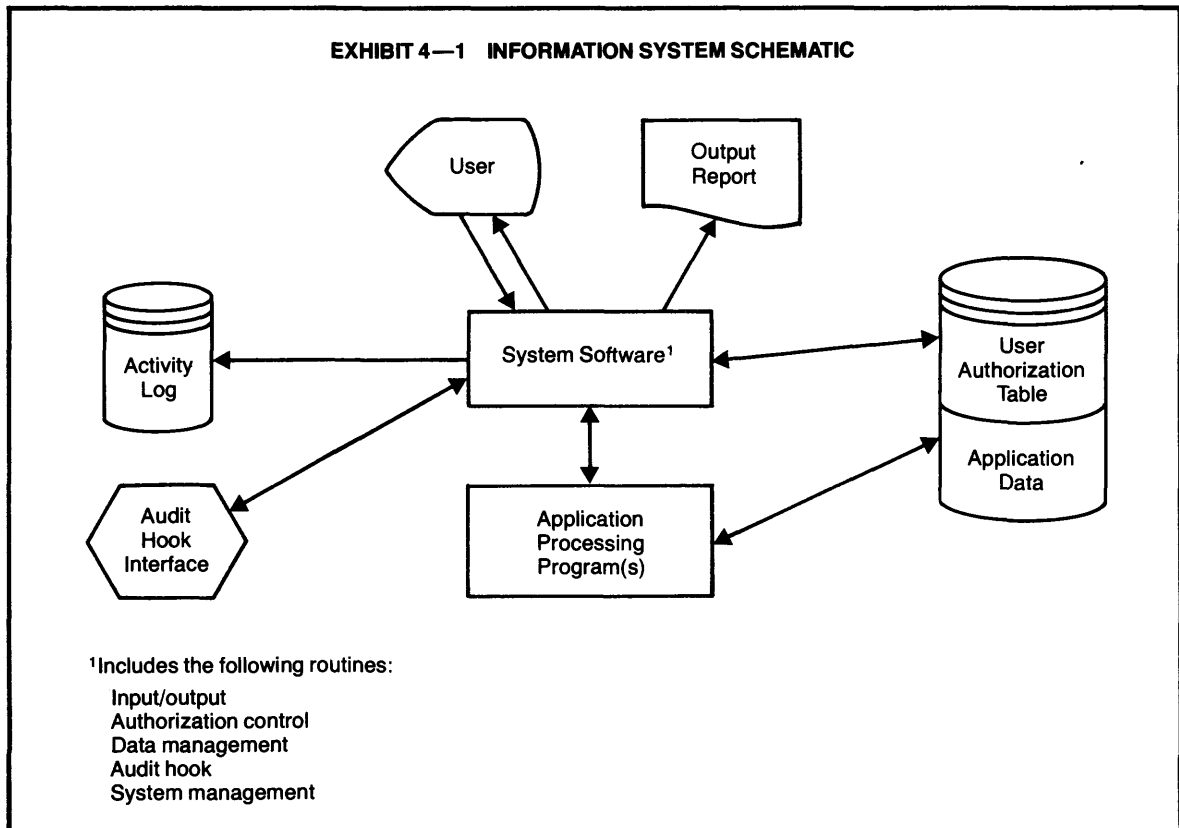 EXHIBIT 4—1 INFORMATION SYSTEM SCHEMATIC
User
Output
Report
Activity
Log
System Software¹
User
Authorization
Table
Application
Data
Audit
Hook
Interface
Application
Processing
Program(s)
¹Includes the following routines:
Input/output
Authorization control
Data management
Audit hook
System management